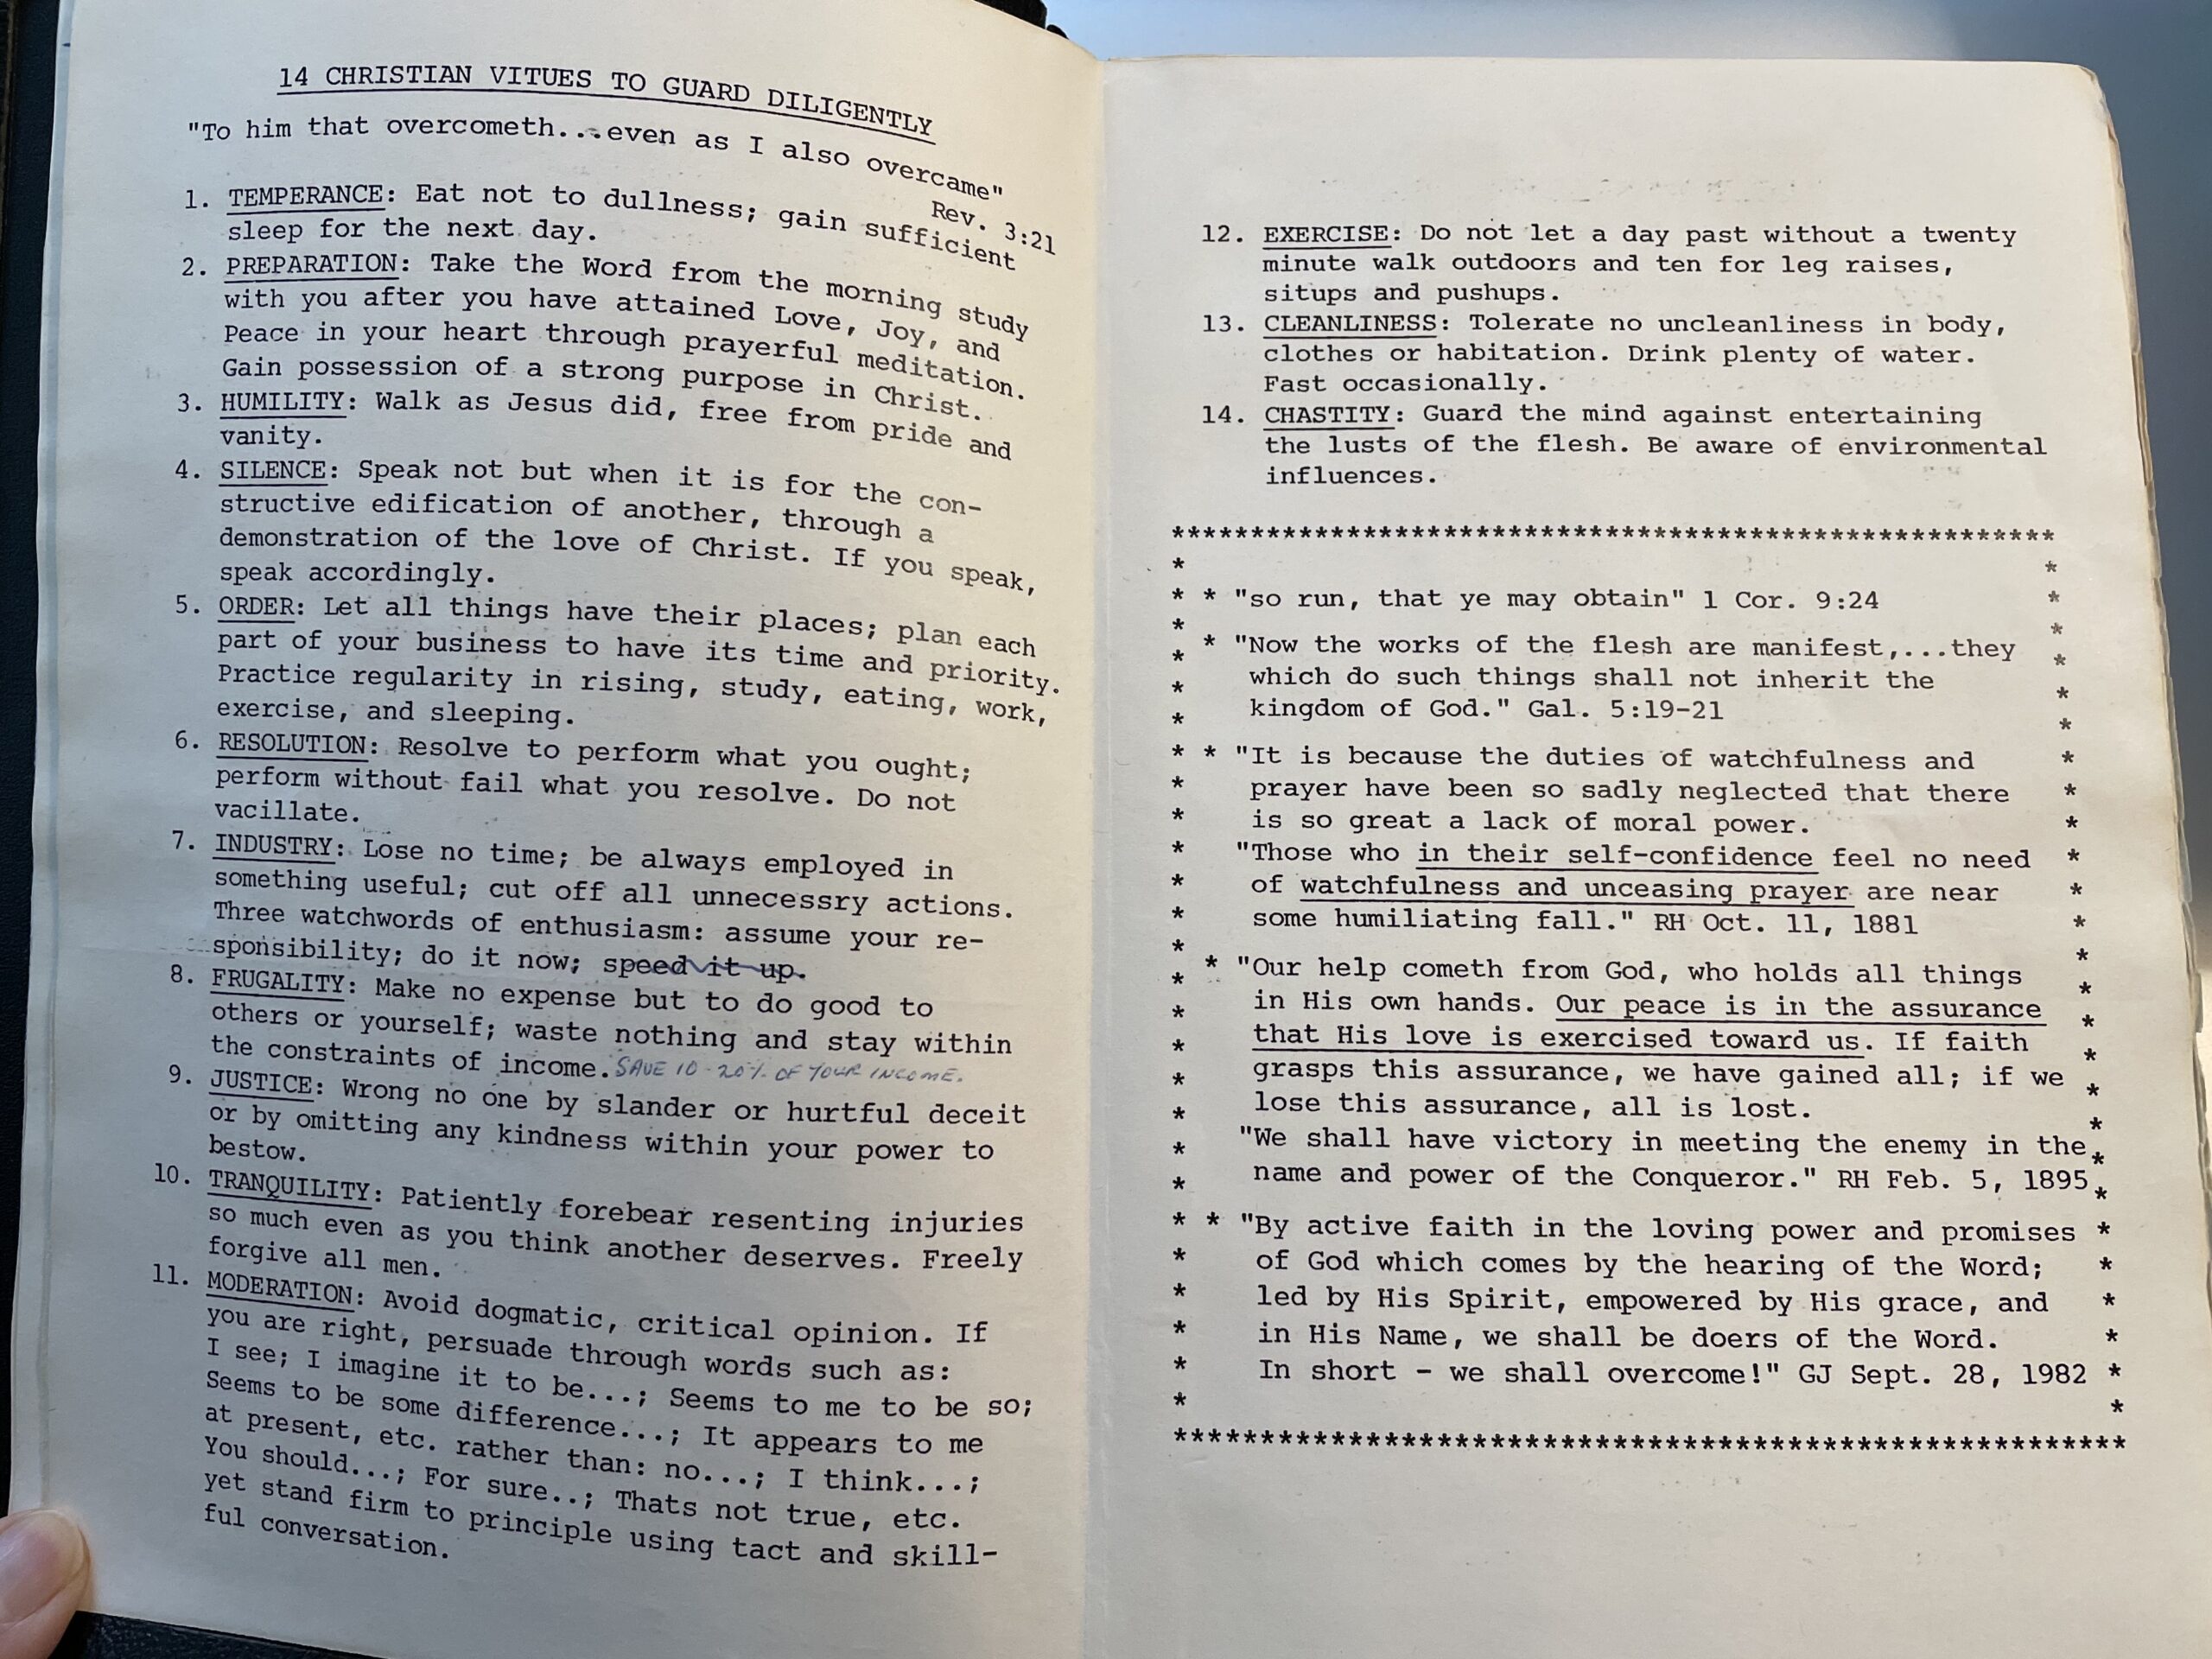 14 CHRISTIAN VITUES TO GUARD DILIGENTLY
"To him that overcometh...even as I also overcame"
Rev. 3:21
1. TEMPERANCE: Eat not to dullness; gain sufficient
sleep for the next day.
2. PREPARATION: Take the Word from the morning study
with you after you have attained Love, Joy, and
Peace in your heart through prayerful meditation.
Gain possession of a strong purpose in Christ.
3. HUMILITY: Walk as Jesus did, free from pride and
vanity.
4. SILENCE: Speak not but when it is for the con-
structive edification of another, through a
demonstration of the love of Christ. If you speak,
speak accordingly.
5. ORDER: Let all things have their places; plan each
part of your business to have its time and priority.
Practice regularity in rising, study, eating, work,
exercise, and sleeping.
6. RESOLUTION: Resolve to perform what you ought;
perform without fail what you resolve. Do not
vacillate.
7. INDUSTRY: Lose no time; be always employed in
something useful; cut off all unnecessry actions.
Three watchwords of enthusiasm: assume your re-
sponsibility; do it now; speed it up.
8. FRUGALITY: Make no expense but to do good to
others or yourself; waste nothing and stay within
the constraints of income. SAVE 10-20% OF YOUR INCOME.
9. JUSTICE: Wrong no one by slander or hurtful deceit
or by omitting any kindness within your power to
bestow.
10. TRANQUILITY: Patiently forebear resenting injuries
so much even as you think another deserves. Freely
forgive all men.
11. MODERATION: Avoid dogmatic, critical opinion. If
you are right, persuade through words such as:
I see; I imagine it to be...; Seems to me to be so;
Seems to be some difference...; It appears to me
at present, etc. rather than: no...; I think...;
You should...; For sure..; Thats not true, etc.
yet stand firm to principle using tact and skill-
ful conversation.
12. EXERCISE: Do not let a day past without a twenty
minute walk outdoors and ten for leg raises,
situps and pushups.
13. CLEANLINESS: Tolerate no uncleanliness in body,
clothes or habitation. Drink plenty of water.
Fast occasionally.
14. CHASTITY: Guard the mind against entertaining
the lusts of the flesh. Be aware of environmental
influences.
* "so run, that ye may obtain" 1 Cor. 9:24
* "Now the works of the flesh are manifest,...they
which do such things shall not inherit the
kingdom of God." Gal. 5:19-21
* "It is because the duties of watchfulness and
prayer have been so sadly neglected that there
is so great a lack of moral power.
"Those who in their self-confidence feel no need
of watchfulness and unceasing prayer are near
some humiliating fall." RH Oct. 11, 1881
* "Our help cometh from God, who holds all things
in His own hands. Our peace is in the assurance
that His love is exercised toward us. If faith
grasps this assurance, we have gained all; if we
lose this assurance, all is lost.
"We shall have victory in meeting the enemy in the
name and power of the Conqueror." RH Feb. 5, 1895
* "By active faith in the loving power and promises
of God which comes by the hearing of the Word;
led by His Spirit, empowered by His grace, and
in His Name, we shall be doers of the Word.
In short - we shall overcome!" GJ Sept. 28, 1982